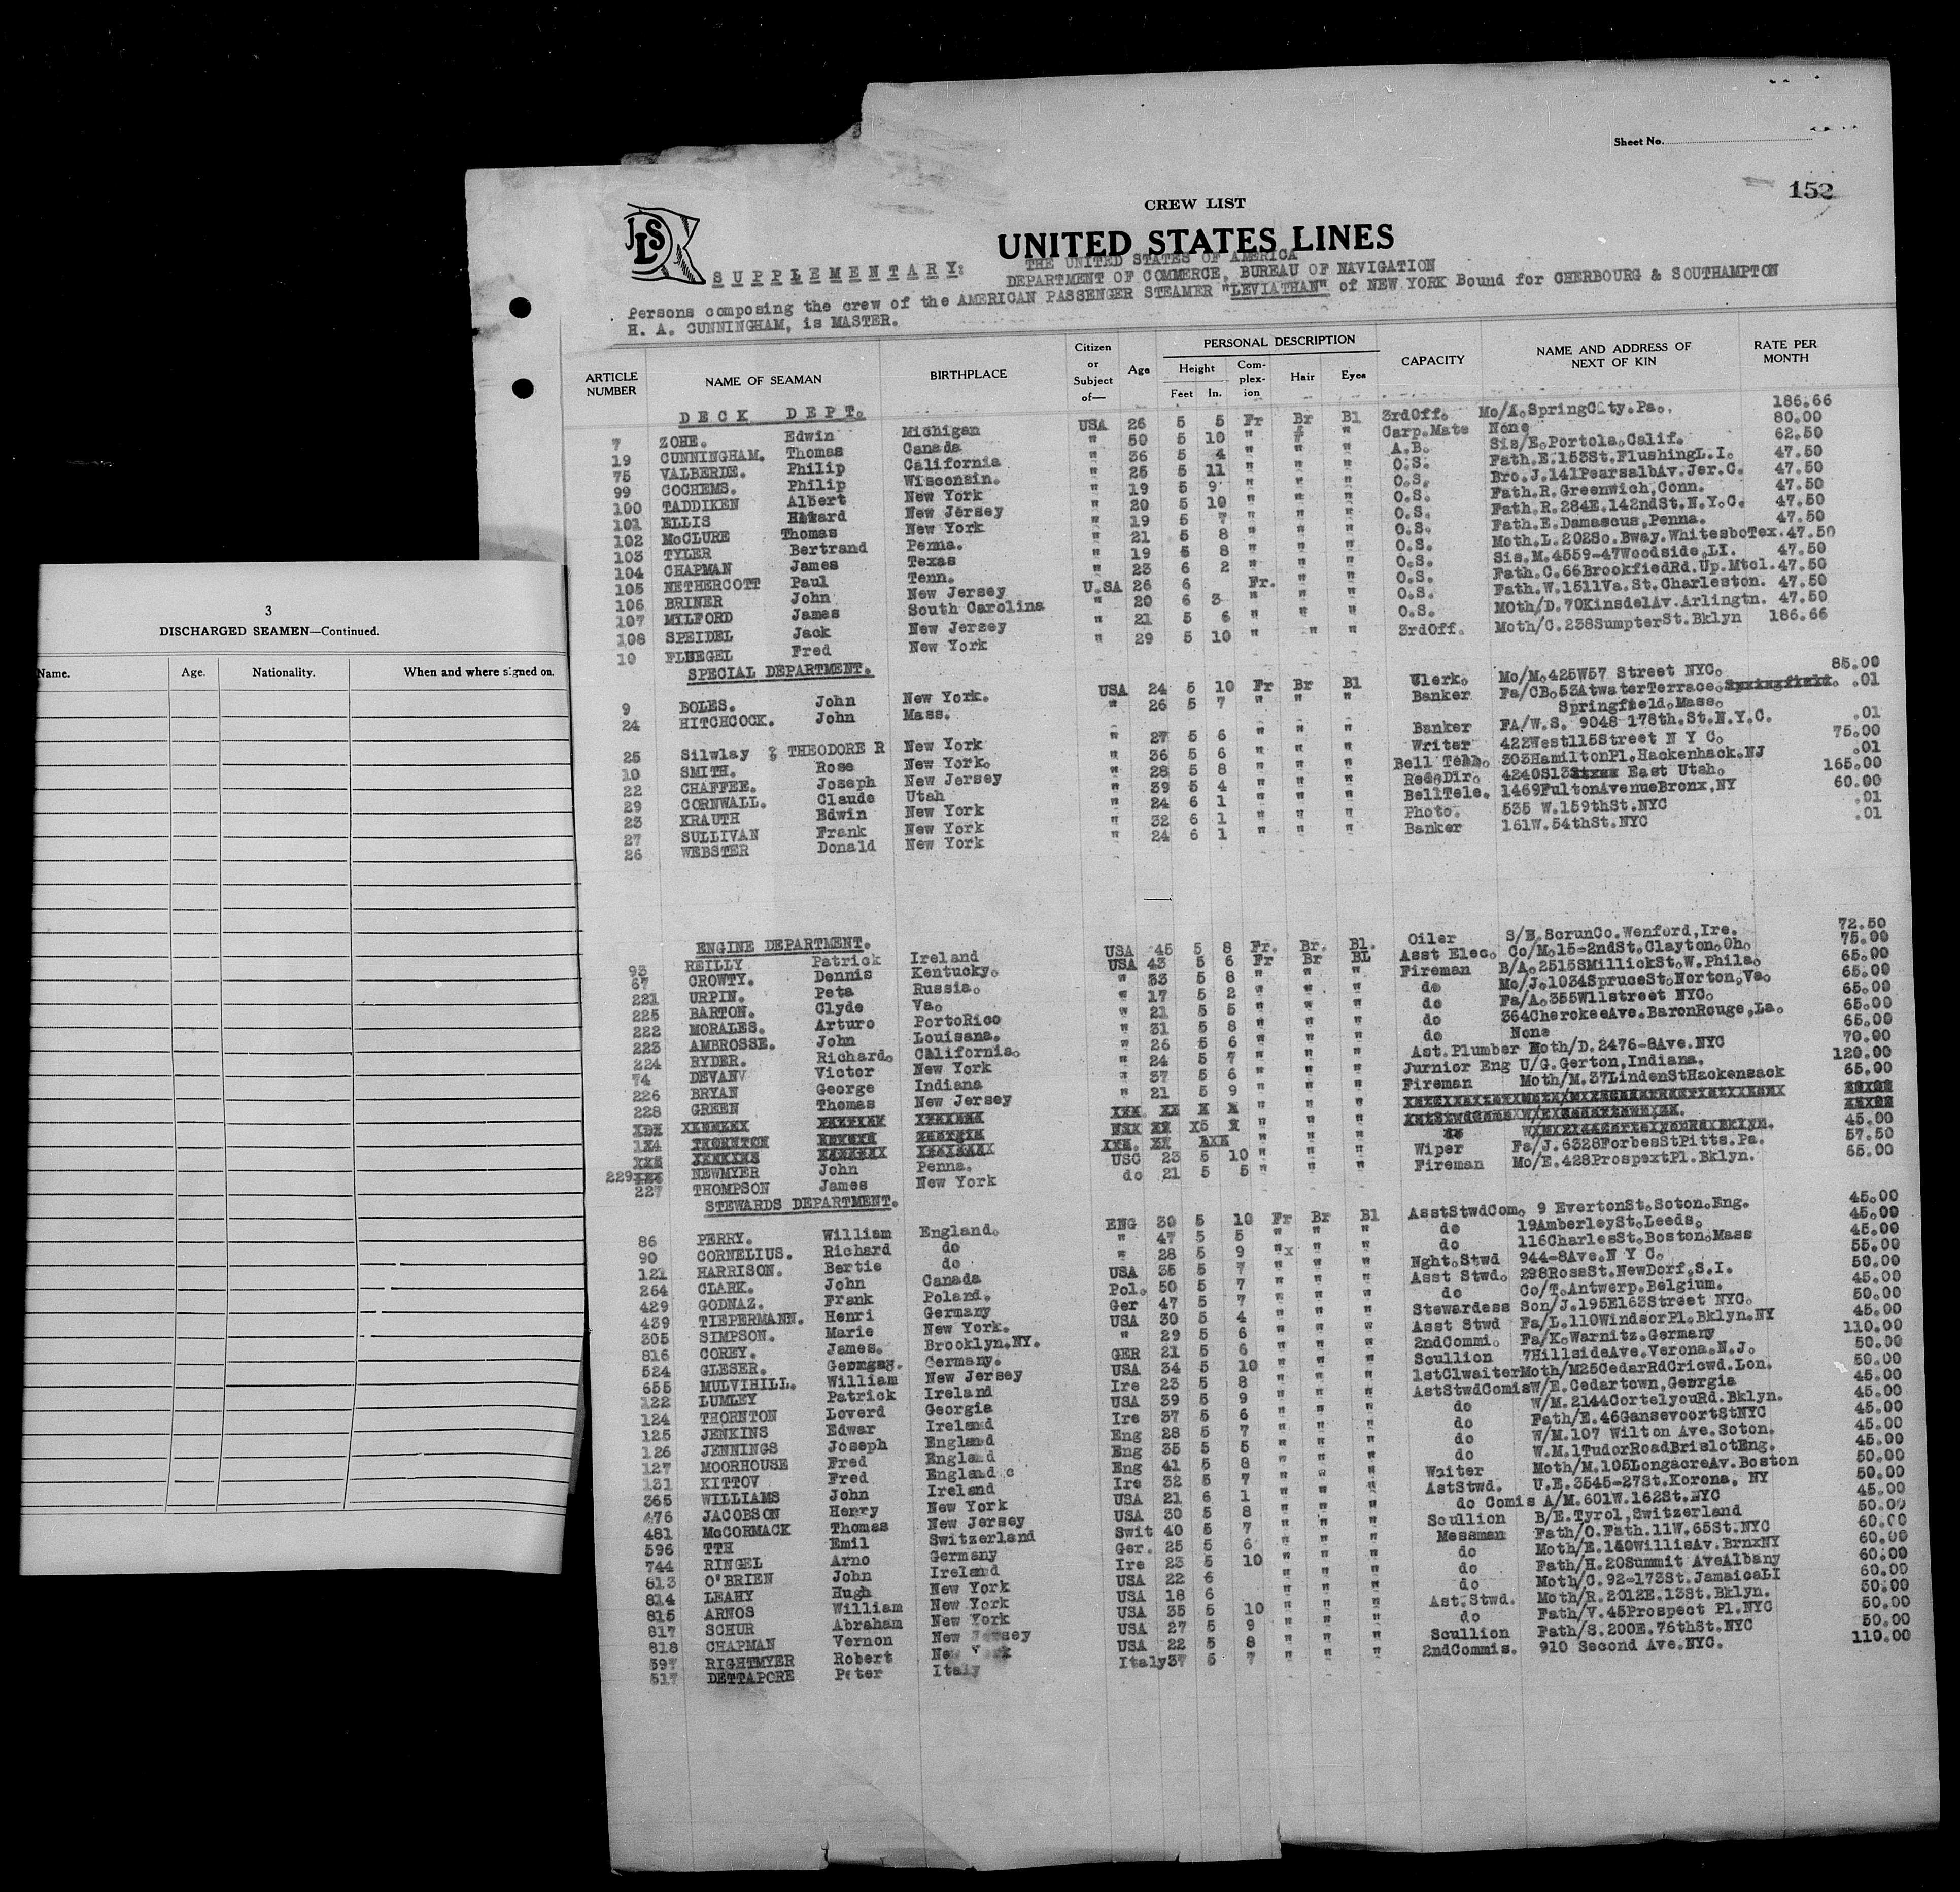 Sheet No.
152
CREW LIST
UNITED STATES LINES
SUPPLEMENTARY: THE UNITED STATES OF AMERICA
DEPARTMENT OF COMMERCE, BUREAU OF NAVIGATION
Persons composing the crew of the AMERICAN PASSENGER STEAMER "LEVIATHAN" of NEW YORK Bound for CHERBOURG & SOUTHAMPTON
H. A. CUNNINGHAM, is MASTER.
ARTICLE NUMBER NAME OF SEAMAN BIRTHPLACE Citizen or Subject of— Age PERSONAL DESCRIPTION Height Feet In. Complexion Hair Eyes CAPACITY NAME AND ADDRESS OF NEXT OF KIN RATE PER MONTH
DECK DEPT.
7 ZOHE. Edwin Michigan USA 26 5 5 Fr Br Bl 3rdOff. Mo/A.SpringCity.Pa. 186.66
19 CUNNINGHAM. Thomas Canada " 50 5 10 " " " Carp.Mate None 80.00
75 VALBERDE. Philip California " 36 5 4 " " " A.B. Sis/E.Portola.Calif. 62.50
99 COCHEMS. Philip Wisconsin. " 25 5 11 " " " O.S. Fath.E.153St.FlushingL.I. 47.50
100 TADDIKEN Albert New York " 19 5 9 " " " O.S. Bro.J.141PearsalbAv.Jer.C. 47.50
101 ELLIS New Jersey " 20 5 10 " " " O.S. Fath.R.Greenwich,Conn. 47.50
102 McCLURE Thomas New York " 19 5 7 " " " O.S. Fath.R.284E.142ndSt.N.Y.C. 47.50
103 TYLER Bertrand Penna. " 21 5 8 " " " O.S. Fath.E.Damascus,Penna. 47.50
104 CHAPMAN James Texas " 19 5 8 " " " O.S. Moth.L.202So.Bway.WhitesboTex. 47.50
105 NETHERCOTT Paul Tenn. " 23 6 2 " " " O.S. Sis.M.4559-47Woodside,LI. 47.50
106 BRINER John New Jersey U.SA 26 6 Fr. " " O.S. Fath.C.66BrookfiedRd.Up.Mtcl. 47.50
107 MILFORD James South Carolina " 20 6 3 " " " O.S. Fath.W.1511Va.St.Charleston. 47.50
108 SPEIDEL Jack New Jerzey " 21 5 6 " " " O.S. MOth/D.70KinsdelAv.Arlingtn. 47.50
10 FLUEGEL Fred New York " 29 5 10 " " " 3rdOff. Moth/C.238SumpterSt.Bklyn 186.66
SPECIAL DEPARTMENT.
9 BOLES. John New York. USA 24 5 10 Fr Br Bl Clerk. Mo/M.425W57 Street NYC. 85.00
24 HITCHCOCK. John Mass. " 26 5 7 " " " Banker Fa/CB.53AtwaterTerrace. .01
Springfield.Mass.
25 Silwlay THEODORE R New York " 27 5 6 " " " Banker FA/W.S. 9048 178th.St.N.Y.C. .01
10 SMITH. Rose New York. " 36 5 6 " " " Writer 422West115Street N Y C. 75.00
22 CHAFFEE. Joseph New Jersey " 28 5 8 " " " Bell Tele. 303HamiltonPl.Hackenhack.NJ .01
29 CORNWALL. Claude Utah " 39 5 4 " " " Rec.Dir. 4240S13 East Utah. 165.00
23 KRAUTH Edwin New York " 24 6 1 " " " BellTele. 1469FultonAvenueBronx,NY 60.00
27 SULLIVAN Frank New York " 32 6 1 " " " Photo. 535 W.159thSt.NYC .01
26 WEBSTER Donald New York " 24 6 1 " " " Banker 161W.54thSt.NYC .01
ENGINE DEPARTMENT.
93 REILLY Patrick Ireland USA 45 5 8 Fr. Br. Bl. Oiler S/E.ScrunCo.Wenford,Ire. 72.50
67 CROWTY. Dennis Kentucky. USA 43 5 6 Fr Br BL Asst Elec. Co/M.15-2ndSt.Clayton.Oh. 75.00
221 URPIN. Peta Russia. " 33 5 8 " " " Fireman B/A.2515SMillickSt.W.Phila. 65.00
225 BARTON. Clyde Va. " 17 5 2 " " " do Mo/J.1034SpruceSt.Norton,Va. 65.00
222 MORALES. Arturo PortoRico " 21 5 5 " " " do Fa/A.355W11street NYC. 65.00
223 AMBROSSE. John Louisana. " 31 5 8 " " " do 364CherokeeAve.BaronRouge,La. 65.00
224 RYDER. Richard. California. " 26 5 6 " " " do None 65.00
74 DEVANV Victor New York " 24 5 7 " " " Ast.Plumber Moth/D.2476-8Ave.NYC 70.00
226 BRYAN George Indiana " 37 5 6 " " " Jurnior Eng U/G.Gerton,Indiana. 120.00
228 GREEN Thomas New Jersey " 21 5 9 " " " Fireman Moth/M.37LindenStHackensack 65.00
124 THORNTON
JENKINS
229 NEWMYER John Penna. USC 23 5 10 " " " Wiper Fa/J.6328ForbesStPitts.Pa. 57.50
227 THOMPSON James New York do 21 5 5 " " " Fireman Mo/E.428ProspextPl.Bklyn. 65.00
STEWARDS DEPARTMENT.
86 PERRY. William England. ENG 30 5 10 Fr Br Bl AsstStwdCom. 9 EvertonSt.Soton.Eng. 45.00
90 CORNELIUS. Richard do " 47 5 5 " " " do 19AmberleySt.Leeds. 45.00
121 HARRISON. Bertie do " 28 5 9 "x " " do 116CharlesSt.Boston.Mass 45.00
264 CLARK. John Canada USA 35 5 7 " " " Nght.Stwd 944-8Ave.N Y C. 55.00
429 GODNAZ. Frank Poland. Pol. 50 5 7 " " " Asst Stwd. 298RossSt.NewDorf.S.I. 50.00
439 TIEPERMANN. Henri Germany Ger 47 5 7 " " " do Co/T.Antwerp.Belgium. 45.00
305 SIMPSON. Marie New York. USA 30 5 4 " " " Stewardess Son/J.195E163Street NYC. 50.00
816 COREY. James. Brooklyn.NY. " 29 5 6 " " " Asst Stwd Fa/L.110WindsorPl.Bklyn.NY 45.00
524 GLESER. Germany. GER 21 5 6 " " " 2ndCommi. Fa/K.Warnitz.Germany 110.00
655 MULVIHILL. William New Jersey USA 34 5 10 " " " Scullion 7HillsideAve.Verona.N.J. 50.00
122 LUMLEY Patrick Ireland Ire 23 5 8 " " " 1stClwaiter Moth/M25CedarRdCricwd.Lon. 50.00
124 THORNTON Loverd Georgia USA 39 5 9 " " " AstStwdComis W/E.Cedartown,Georgia 45.00
125 JENKINS Edwar Ireland Ire 37 5 6 " " " do W/M.2144CortelyouRd.Bklyn. 45.00
126 JENNINGS Joseph England Eng 28 5 7 " " " do Fath/E.46GansevoortStNYC 45.00
127 MOORHOUSE Fred England Eng 35 5 5 " " " do W/M.107 Wilton Ave.Soton. 45.00
131 KITTOV Fred England c Eng 41 5 8 " " " do W.M.1TudorRoadBrislotEng. 45.00
365 WILLIAMS John Ireland Ire 32 5 7 " " " Waiter Moth/M.105LongacreAv.Boston 50.00
476 JACOBSON Henry New York USA 21 6 1 " " " AstStwd. U.E.3545-27St.Korona. NY 50.00
481 McCORMACK Thomas New Jersey USA 30 5 8 " " " do Comis A/M.601W.162St.NYC 45.00
596 TTH Emil Switzerland Swit 40 5 7 " " " Scullion B/E.Tyrol,Switzerland 50.00
744 RINGEL Arno Germany Ger. 25 5 6 " " " Messman Fath/O.Fath.11W.65St.NYC 60.00
813 O'BRIEN John Ireland Ire 23 5 10 " " " do Moth/E.140WillisAv.BrnxNY 60.00
814 LEAHY Hugh New York USA 22 6 " " " do Fath/H.20Summit AveAlbany 60.00
815 ARNOS William New York USA 18 6 " " " do Moth/C.92-173St.JamaicaLI 60.00
817 SCHUR Abraham New York USA 35 5 10 " " " Ast.Stwd. Moth/R.2012E.13St.Bklyn. 50.00
818 CHAPMAN Vernon New Jersey USA 27 5 9 " " " do Fath/V.45Prospect Pl.NYC 50.00
597 RIGHTMYER Robert New York USA 22 5 8 " " " Scullion Fath/S.200E.76thSt.NYC 50.00
517 DETTAPORE Peter Italy Italy 37 5 7 " " " 2ndCommis. 910 Second Ave.NYC. 110.00
3
DISCHARGED SEAMEN—Continued.
Name. Age. Nationality. When and where signed on.